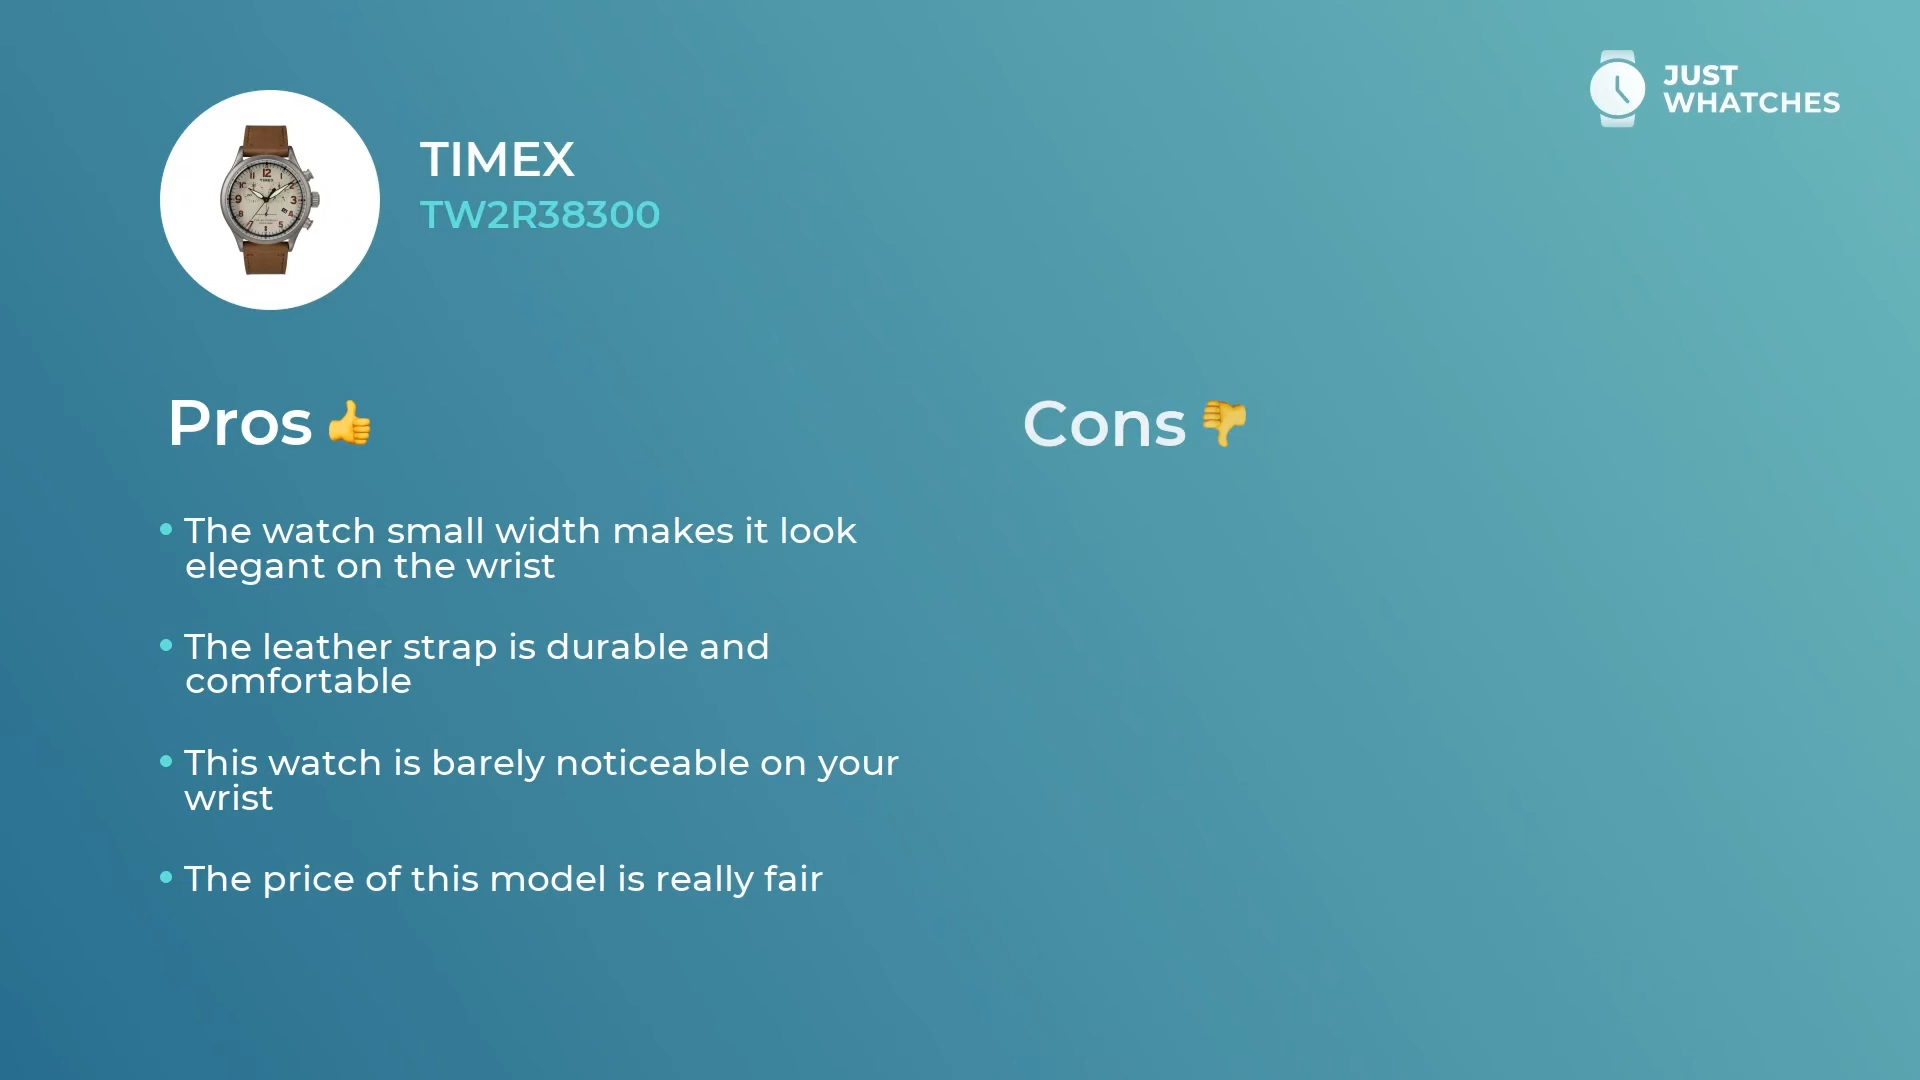 JUST
WHATCHES
TIMEX
TW2R38300
Pros
The watch small width makes it look
elegant on the wrist
The leather strap is durable and
comfortable
This watch is barely noticeable on your
wrist
The price of this model is really fair
Cons